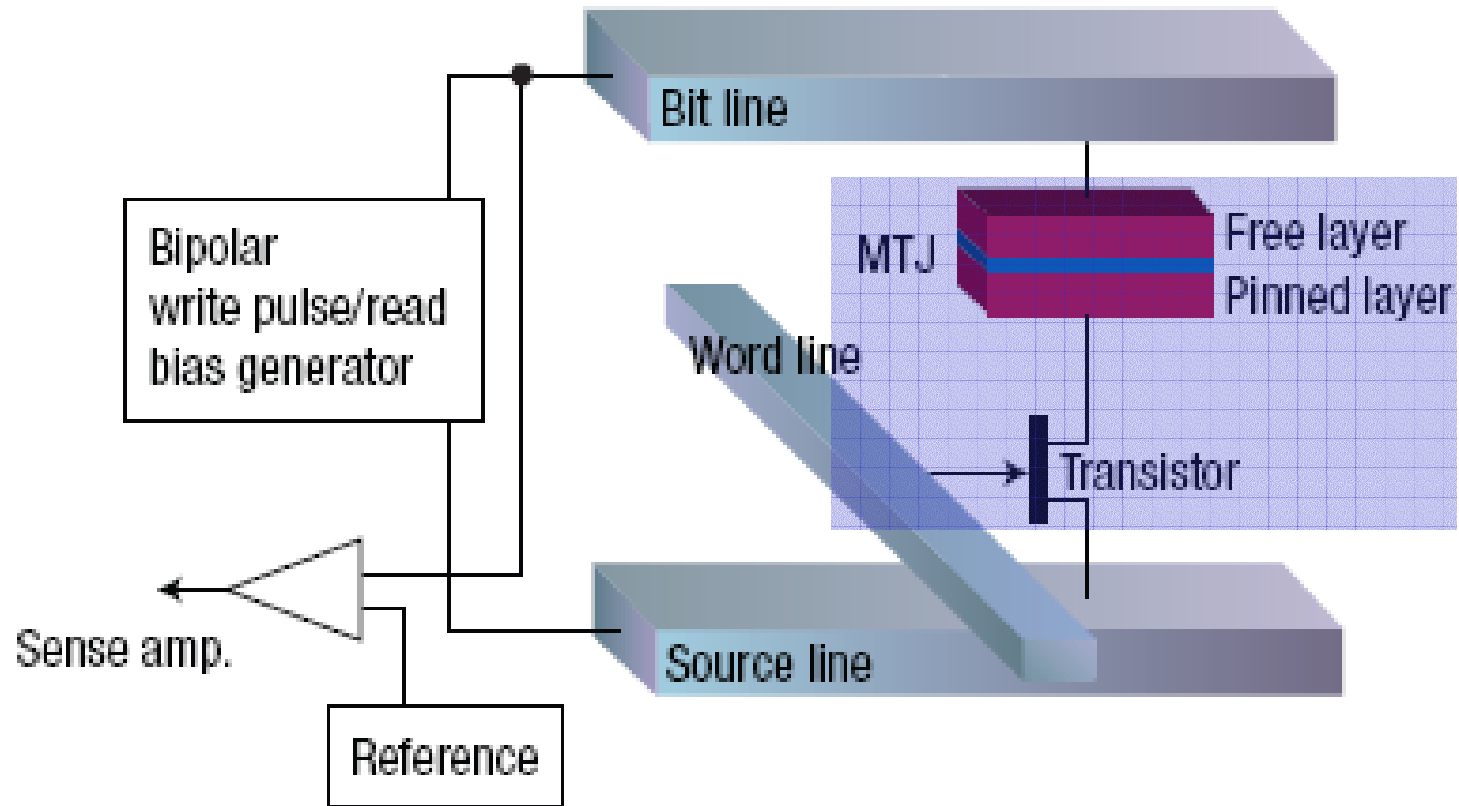 Bit line
Bipolar
write pulse/read
bias generator
MTJ
Free layer
Pinned layer
Word line
Transistor
Sense amp.
Source line
Reference